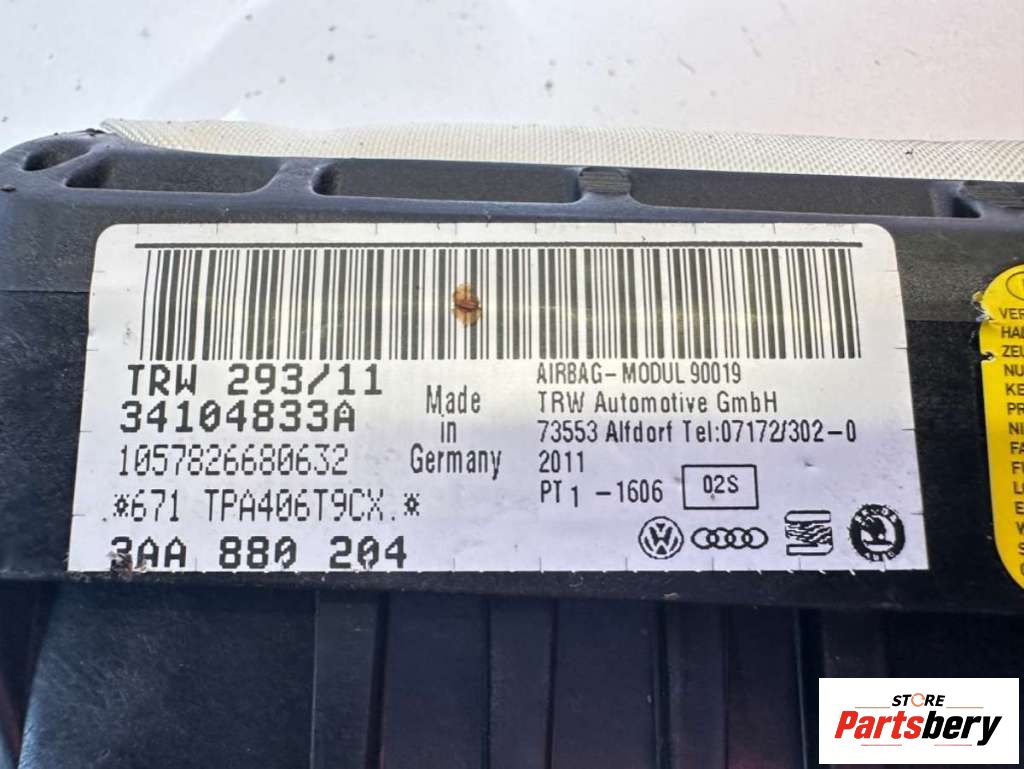 TRW 293/11
34104833A
1057826680632
*671 TPA406T9CX.*
3AA 880 204
Made
in
Germany
AIRBAG-MODUL 90019
TRW Automotive GmbH
73553 Alfdorf Tel:07172/302-0
2011
PT1 -1606 02S
STORE
Partsbery